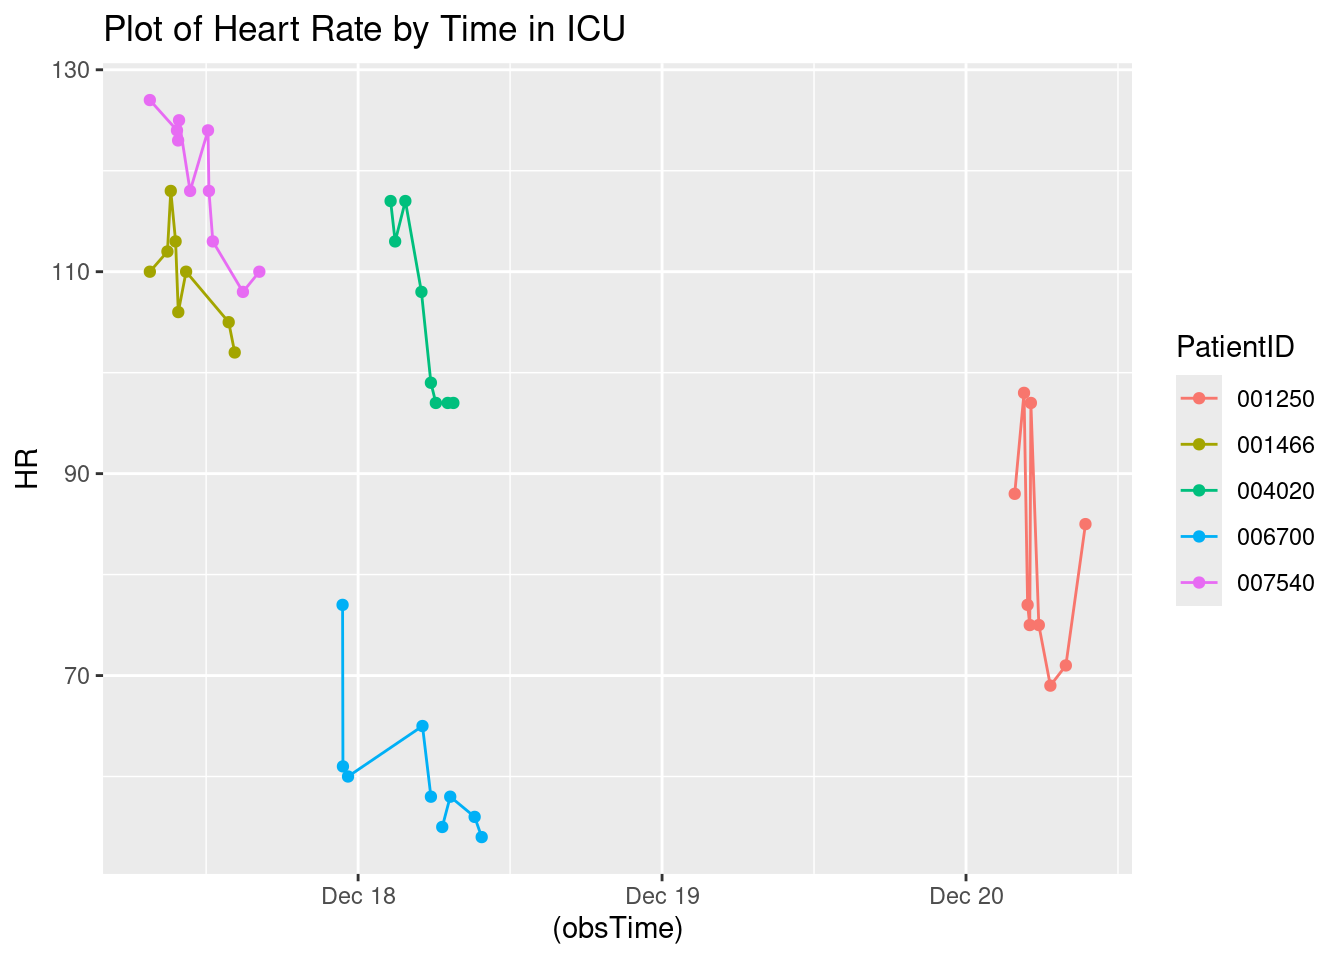 Plot of Heart Rate by Time in ICU
130
110
90
70
HR
Dec 18
Dec 19
Dec 20
(obsTime)
PatientID
001250
001466
004020
006700
007540